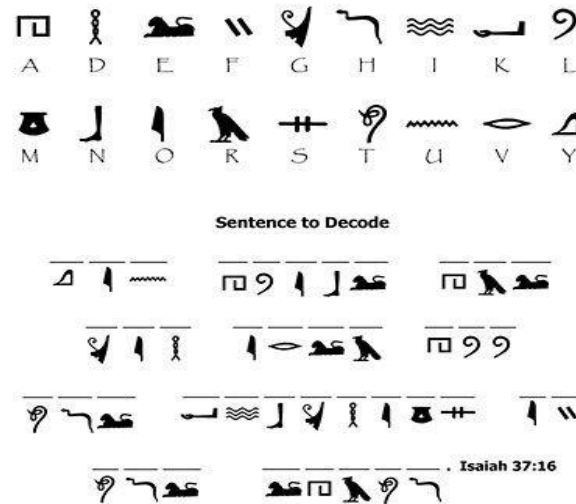 A D E F G H I K L
M N O R S T U V Y
Sentence to Decode
. Isaiah 37:16